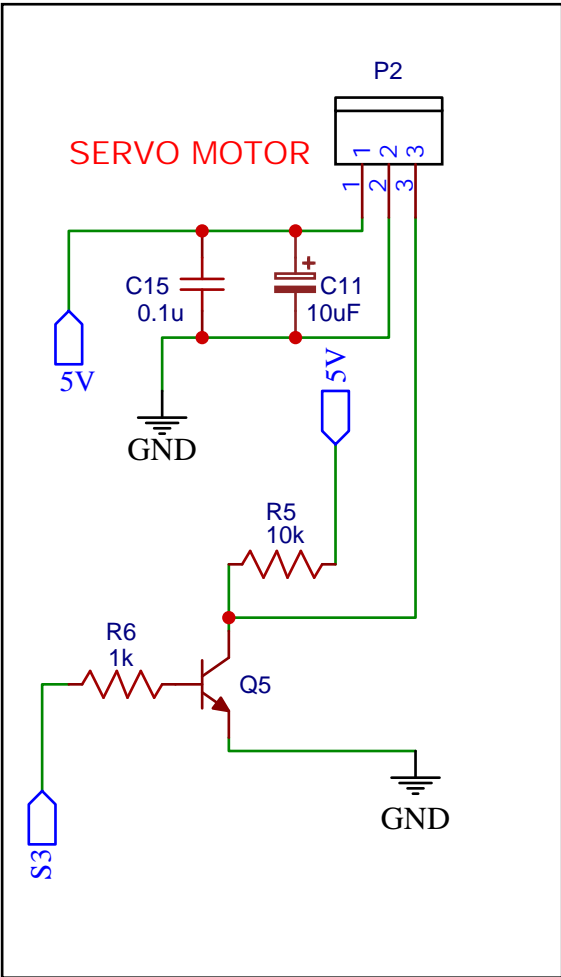 P2
SERVO MOTOR
1 2 3
1 2 3
C15
0.1u
C11
10uF
5V
5V
GND
R5
10k
R6
1k
Q5
S3
GND